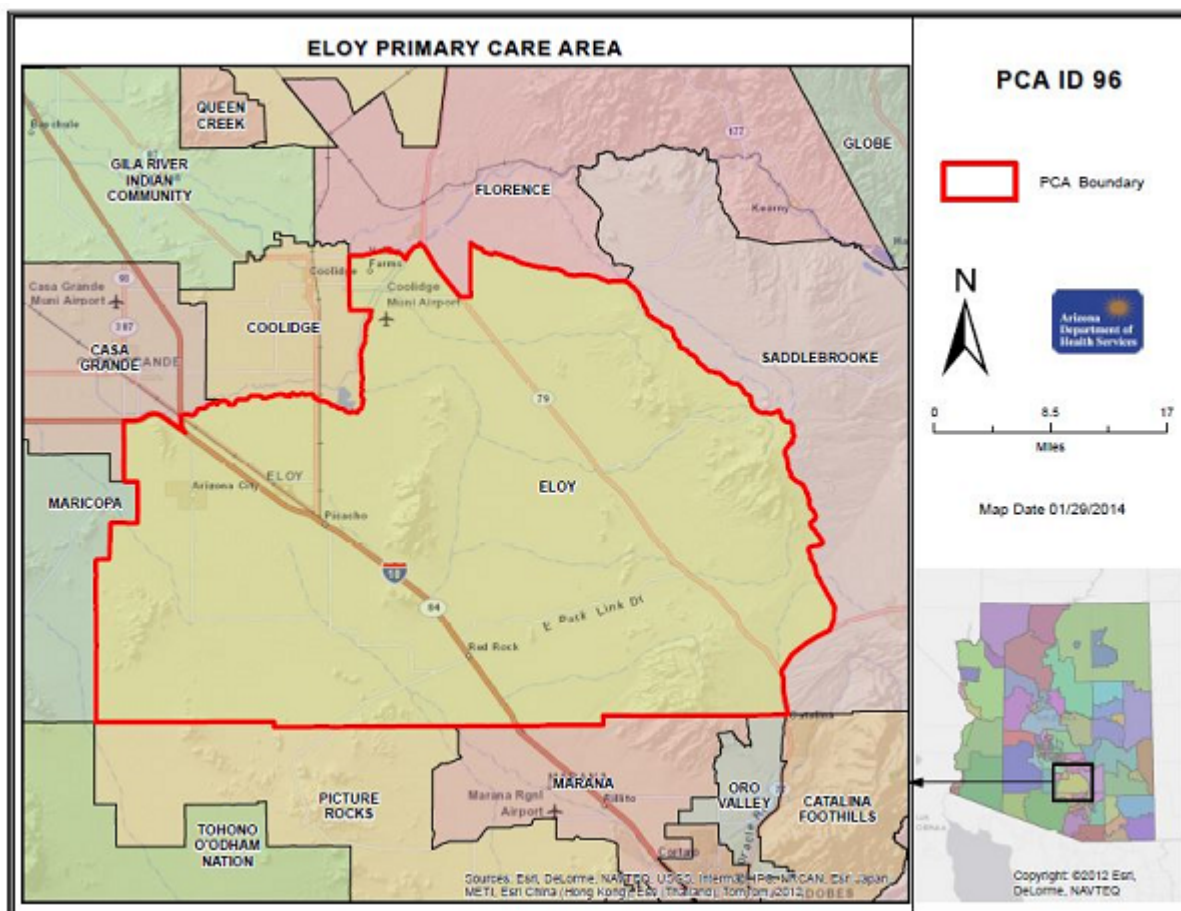 ELOY PRIMARY CARE AREA
PCA ID 96
PCA Boundary
N
Arizona
Department of
Health Services
0
8.5
17
Miles
Map Date 01/29/2014
Copyright: ©2012 Esri,
DeLorme, NAVTEQ
QUEEN
CREEK
GILA RIVER
INDIAN
COMMUNITY
87
177
GLOBE
FLORENCE
Kearny
Coolidge
Farms
Coolidge
Muni Airport
Casa Grande
Muni Airport
387
COOLIDGE
CASA
GRANDE
SADDLEBROOKE
79
ELOY
Arizona City
ELOY
MARICOPA
Picacho
10
84
E Park Link Dr
Red Rock
Catalina
MARANA
Marana Rgnl
Airport
Rillito
ORO
VALLEY
CATALINA
FOOTHILLS
PICTURE
ROCKS
TOHONO
O'ODHAM
NATION
Cortaro
Sources: Esri, DeLorme, NAVTEQ, USGS, Intermap, iPC, NRCAN, Esri Japan,
METI, Esri China (Hong Kong), Esri (Thailand), TomTom, 2012